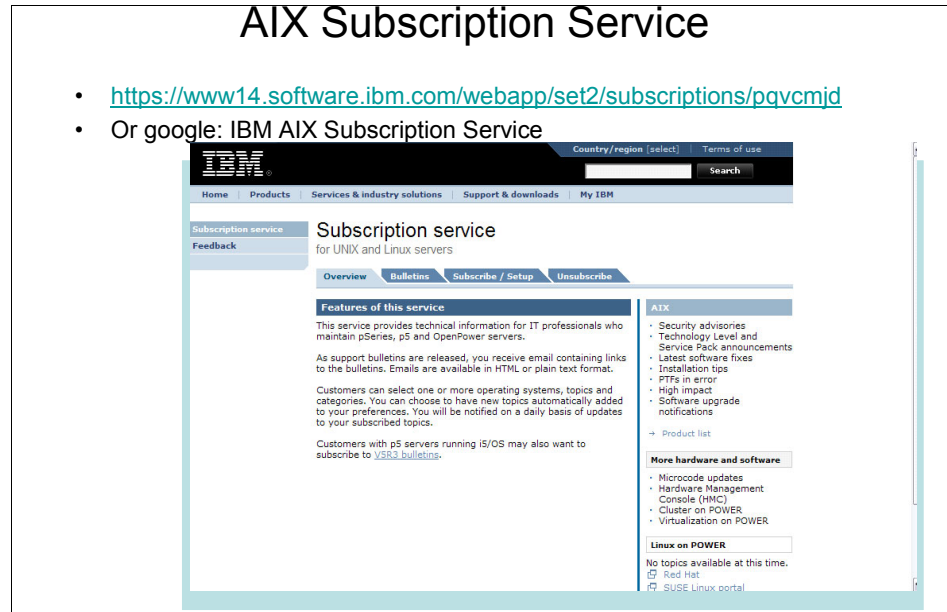 AIX Subscription Service
• https://www14.software.ibm.com/webapp/set2/subscriptions/pqvcmjd
• Or google: IBM AIX Subscription Service
Country/region [select] | Terms of use
IBM®
Search
Home | Products | Services & industry solutions | Support & downloads | My IBM
Subscription service
Feedback
Subscription service
for UNIX and Linux servers
Overview Bulletins Subscribe / Setup Unsubscribe
Features of this service
This service provides technical information for IT professionals who
maintain pSeries, p5 and OpenPower servers.
As support bulletins are released, you receive email containing links
to the bulletins. Emails are available in HTML or plain text format.
Customers can select one or more operating systems, topics and
categories. You can choose to have new topics automatically added
to your preferences. You will be notified on a daily basis of updates
to your subscribed topics.
Customers with p5 servers running i5/OS may also want to
subscribe to V5R3 bulletins.
AIX
· Security advisories
· Technology Level and
Service Pack announcements
· Latest software fixes
· Installation tips
· PTFs in error
· High impact
· Software upgrade
notifications
→ Product list
More hardware and software
· Microcode updates
· Hardware Management
Console (HMC)
· Cluster on POWER
· Virtualization on POWER
Linux on POWER
No topics available at this time.
Red Hat
SUSE Linux portal